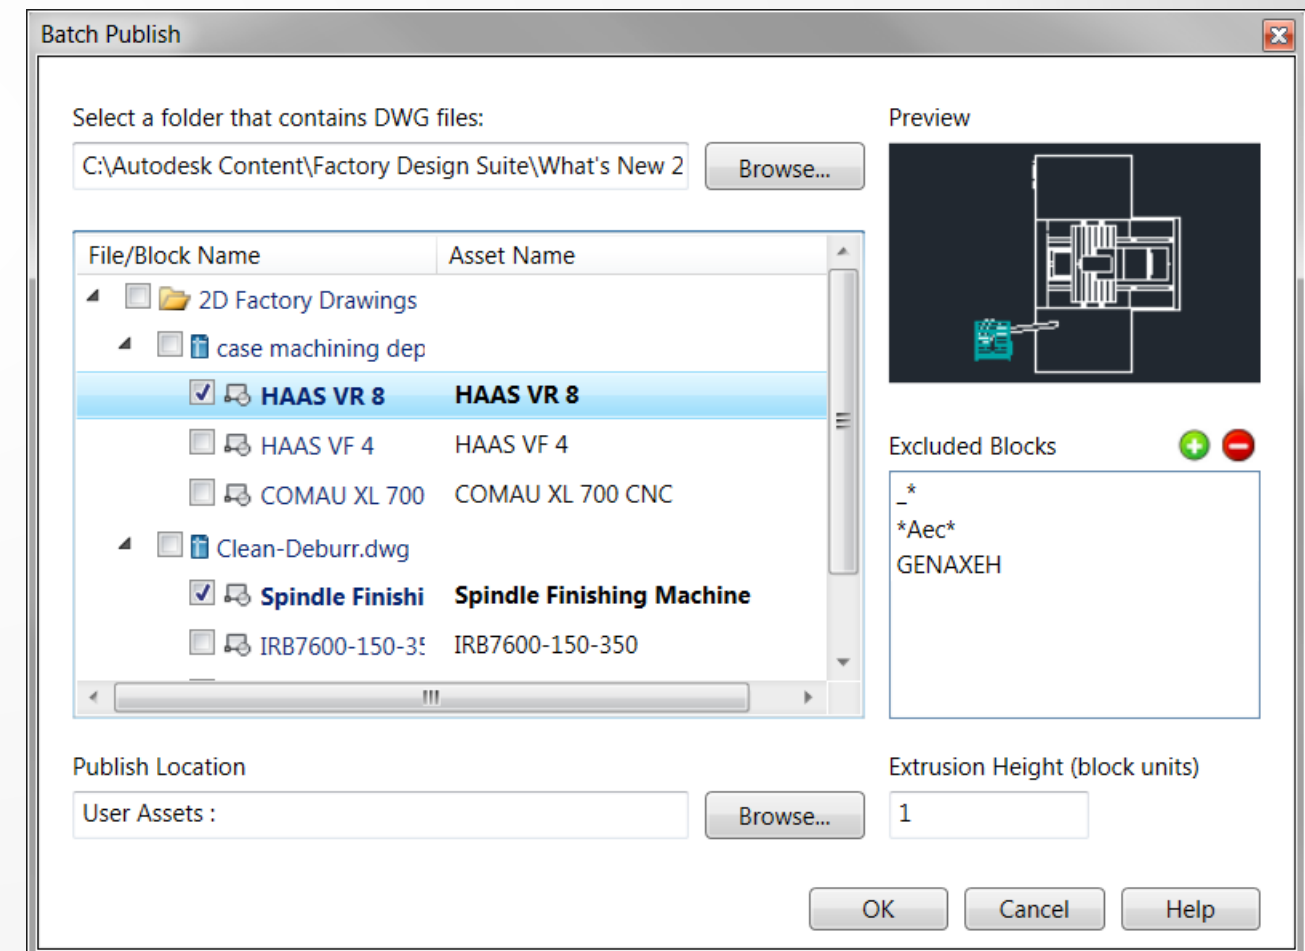 Batch Publish
Select a folder that contains DWG files:
Preview
C:\Autodesk Content\Factory Design Suite\What's New 2
Browse...
File/Block Name
Asset Name
2D Factory Drawings
case machining dep
HAAS VR 8
HAAS VR 8
HAAS VF 4
HAAS VF 4
COMAU XL 700
COMAU XL 700 CNC
Clean-Deburr.dwg
Spindle Finishi
Spindle Finishing Machine
IRB7600-150-35
IRB7600-150-350
Excluded Blocks
_*
*Aec*
GENAXEH
Publish Location
Extrusion Height (block units)
User Assets :
Browse...
1
OK
Cancel
Help